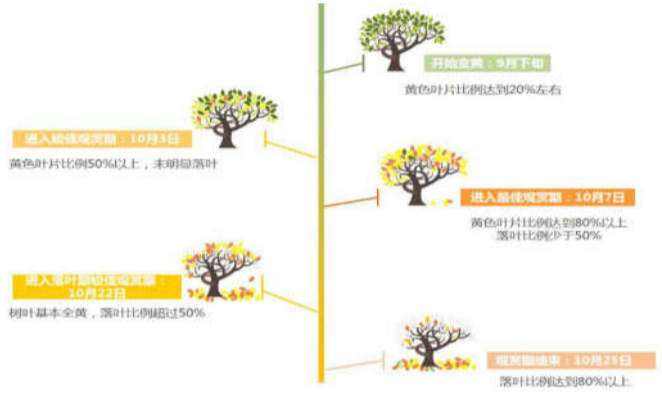 开始变黄：9月下旬
黄色叶片比例达到20%左右
进入较佳观赏期：10月3日
黄色叶片比例50%以上，未明显落叶
进入最佳观赏期：10月7日
黄色叶片比例达到80%以上
落叶比例少于50%
进入落叶期较佳观赏期：
10月22日
树叶基本全黄，落叶比例超过50%
观赏期结束：10月25日
落叶比例达到80%以上